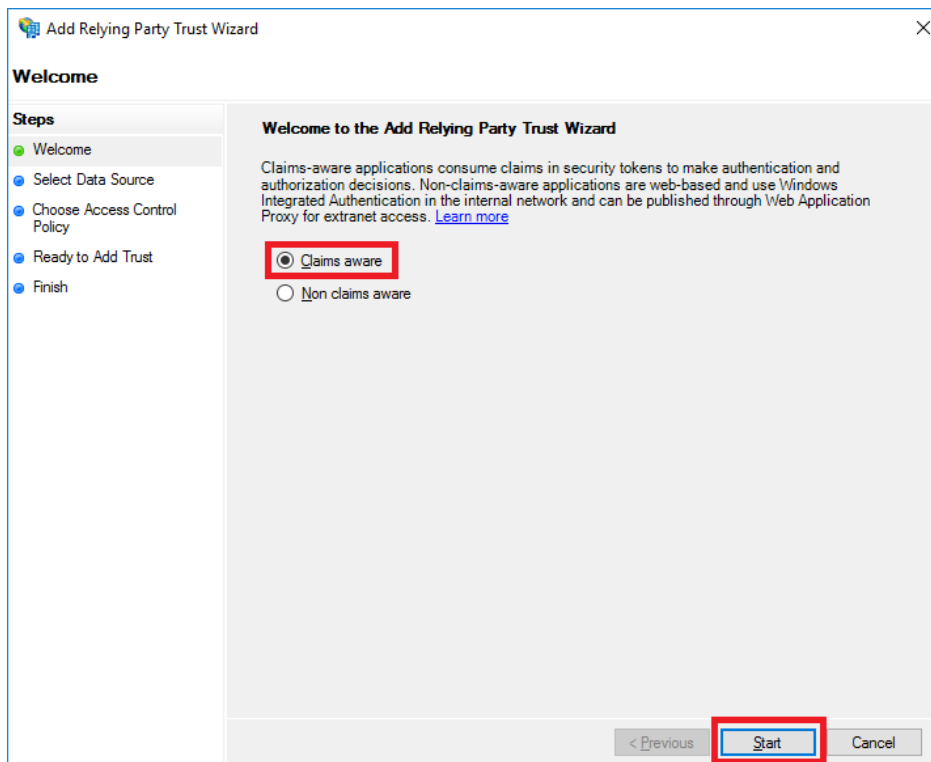 Add Relying Party Trust Wizard
Welcome
Steps
Welcome
Select Data Source
Choose Access Control
Policy
Ready to Add Trust
Finish
Welcome to the Add Relying Party Trust Wizard
Claims-aware applications consume claims in security tokens to make authentication and
authorization decisions. Non-claims-aware applications are web-based and use Windows
Integrated Authentication in the internal network and can be published through Web Application
Proxy for extranet access. Learn more
Claims aware
Non claims aware
< Previous
Start
Cancel